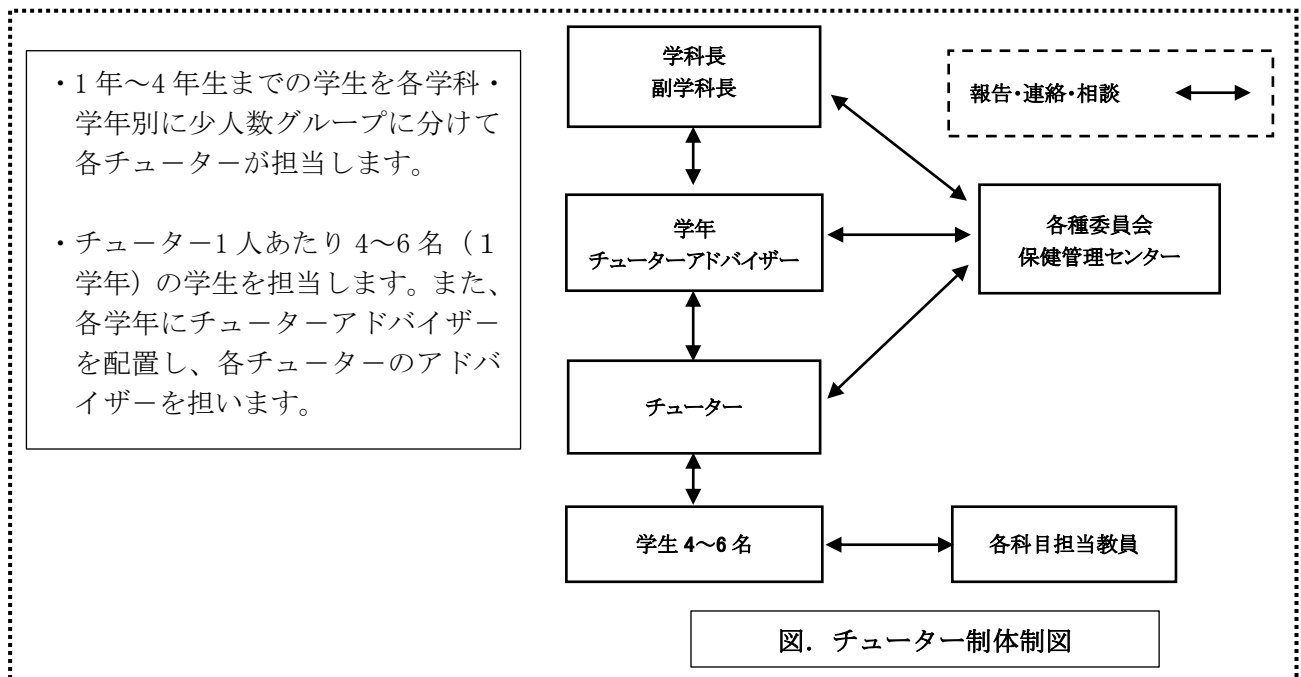 ・1年～4年生までの学生を各学科・
学年別に少人数グループに分けて
各チュータ－が担当します。
・チュータ－1人あたり4～6名（1
学年）の学生を担当します。また、
各学年にチュータ－アドバイザ－
を配置し、各チュータ－のアドバ
イザ－を担います。
学科長
副学科長
報告・連絡・相談
学年
チューターアドバイザー
各種委員会
保健管理センター
チューター
学生4～6名
各科目担当教員
図．チューター制体制図